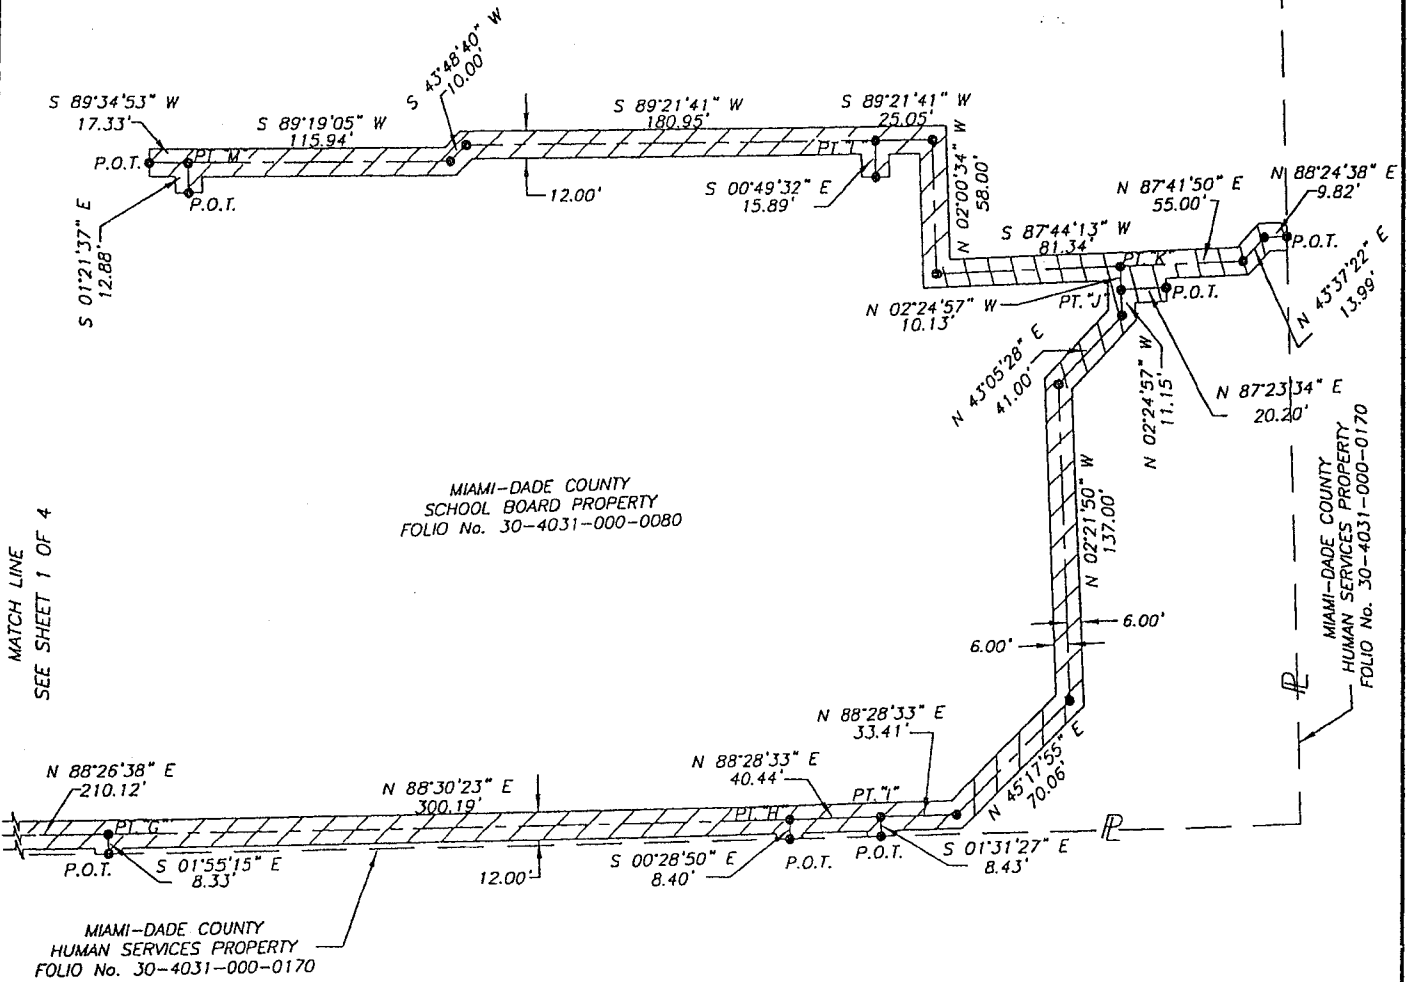 S 89°34'53" W
17.33'
S 89°19'05" W
115.94'
S 43°48'40" W
10.00'
S 89°21'41" W
180.95'
S 89°21'41" W
25.05'
P.O.T.
PT. "M"
P.O.T.
S 01°21'37" E
12.88'
12.00'
PT. "L"
S 00°49'32" E
15.89'
N 02°00'34" W
58.00'
S 87°44'13" W
81.34'
N 87°41'50" E
55.00'
N 88°24'38" E
9.82'
P.O.T.
N 43°37'22" E
13.99'
PT. "K"
N 02°24'57" W
10.13'
PT. "J"
P.O.T.
N 43°05'28" E
41.00'
N 02°24'57" W
11.15'
N 87°23'34" E
20.20'
MIAMI-DADE COUNTY
HUMAN SERVICES PROPERTY
FOLIO No. 30-4031-000-0170
MIAMI-DADE COUNTY
SCHOOL BOARD PROPERTY
FOLIO No. 30-4031-000-0080
MATCH LINE
SEE SHEET 1 OF 4
N 02°21'50" W
137.00'
6.00'
6.00'
PL
N 88°28'33" E
33.41'
N 88°28'33" E
40.44'
N 45°17'55" E
70.06'
N 88°26'38" E
210.12'
N 88°30'23" E
300.19'
PT. "G"
PT. "H"
PT. "I"
PL
P.O.T.
S 01°55'15" E
8.33'
12.00'
S 00°28'50" E
8.40'
P.O.T.
P.O.T.
S 01°31'27" E
8.43'
MIAMI-DADE COUNTY
HUMAN SERVICES PROPERTY
FOLIO No. 30-4031-000-0170